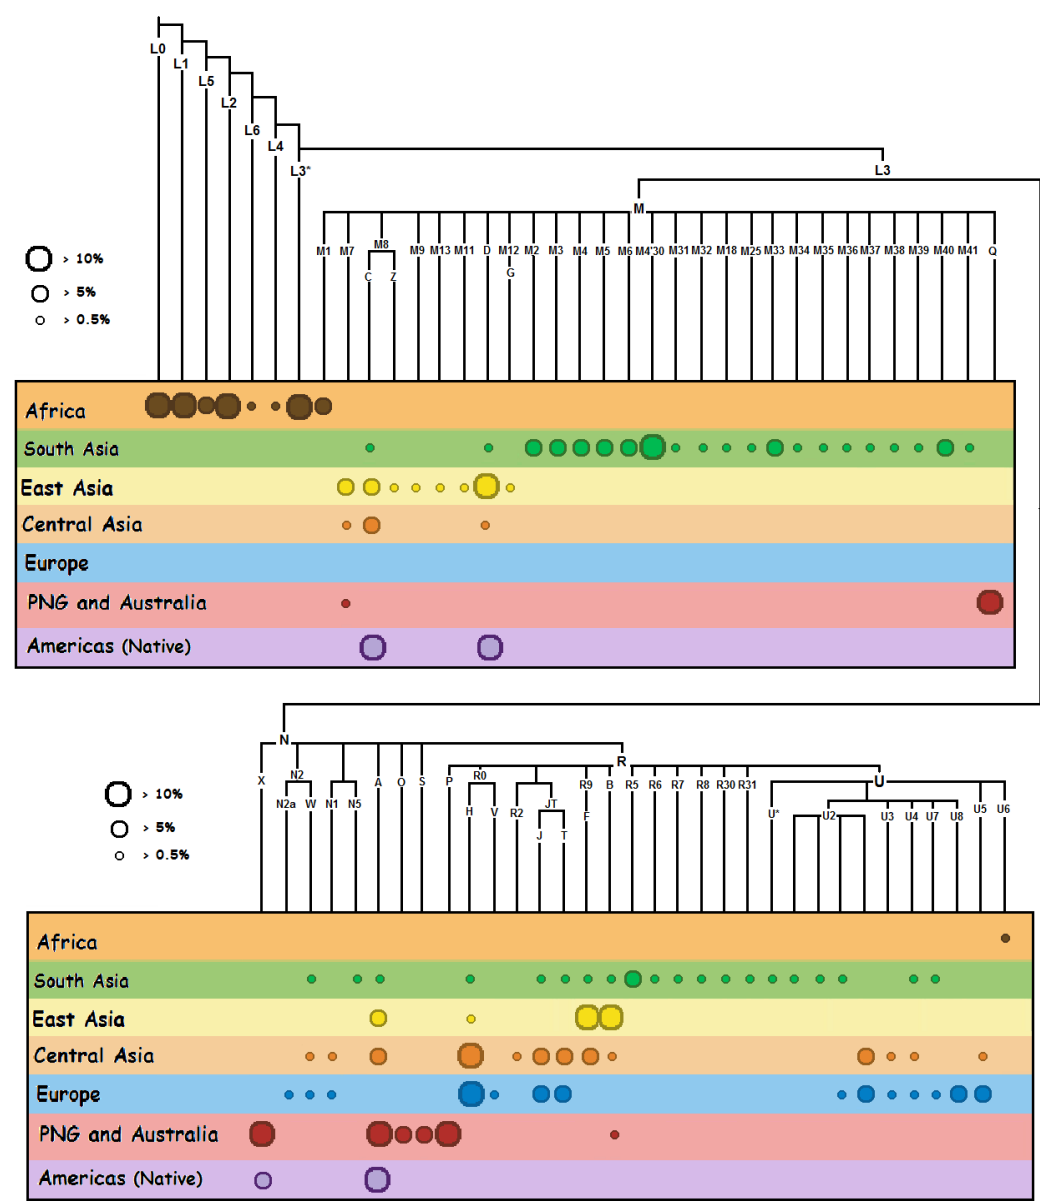 L0
L1
L5
L2
L6
L4
L3*
L3
M
M1 M7 M8 M9 M13 M11 D M12 M2 M3 M4 M5 M6 M4'30 M31 M32 M18 M25 M33 M34 M35 M36 M37 M38 M39 M40 M41 Q
C Z G
> 10%
> 5%
> 0.5%
Africa
South Asia
East Asia
Central Asia
Europe
PNG and Australia
Americas (Native)
N
X N2 A O S P R0 R R9 B R5 R6 R7 R8 R30 R31 U
N2a W N1 N5 H V R2 JT F U* U2 U3 U4 U7 U8 U5 U6
J T
> 10%
> 5%
> 0.5%
Africa
South Asia
East Asia
Central Asia
Europe
PNG and Australia
Americas (Native)